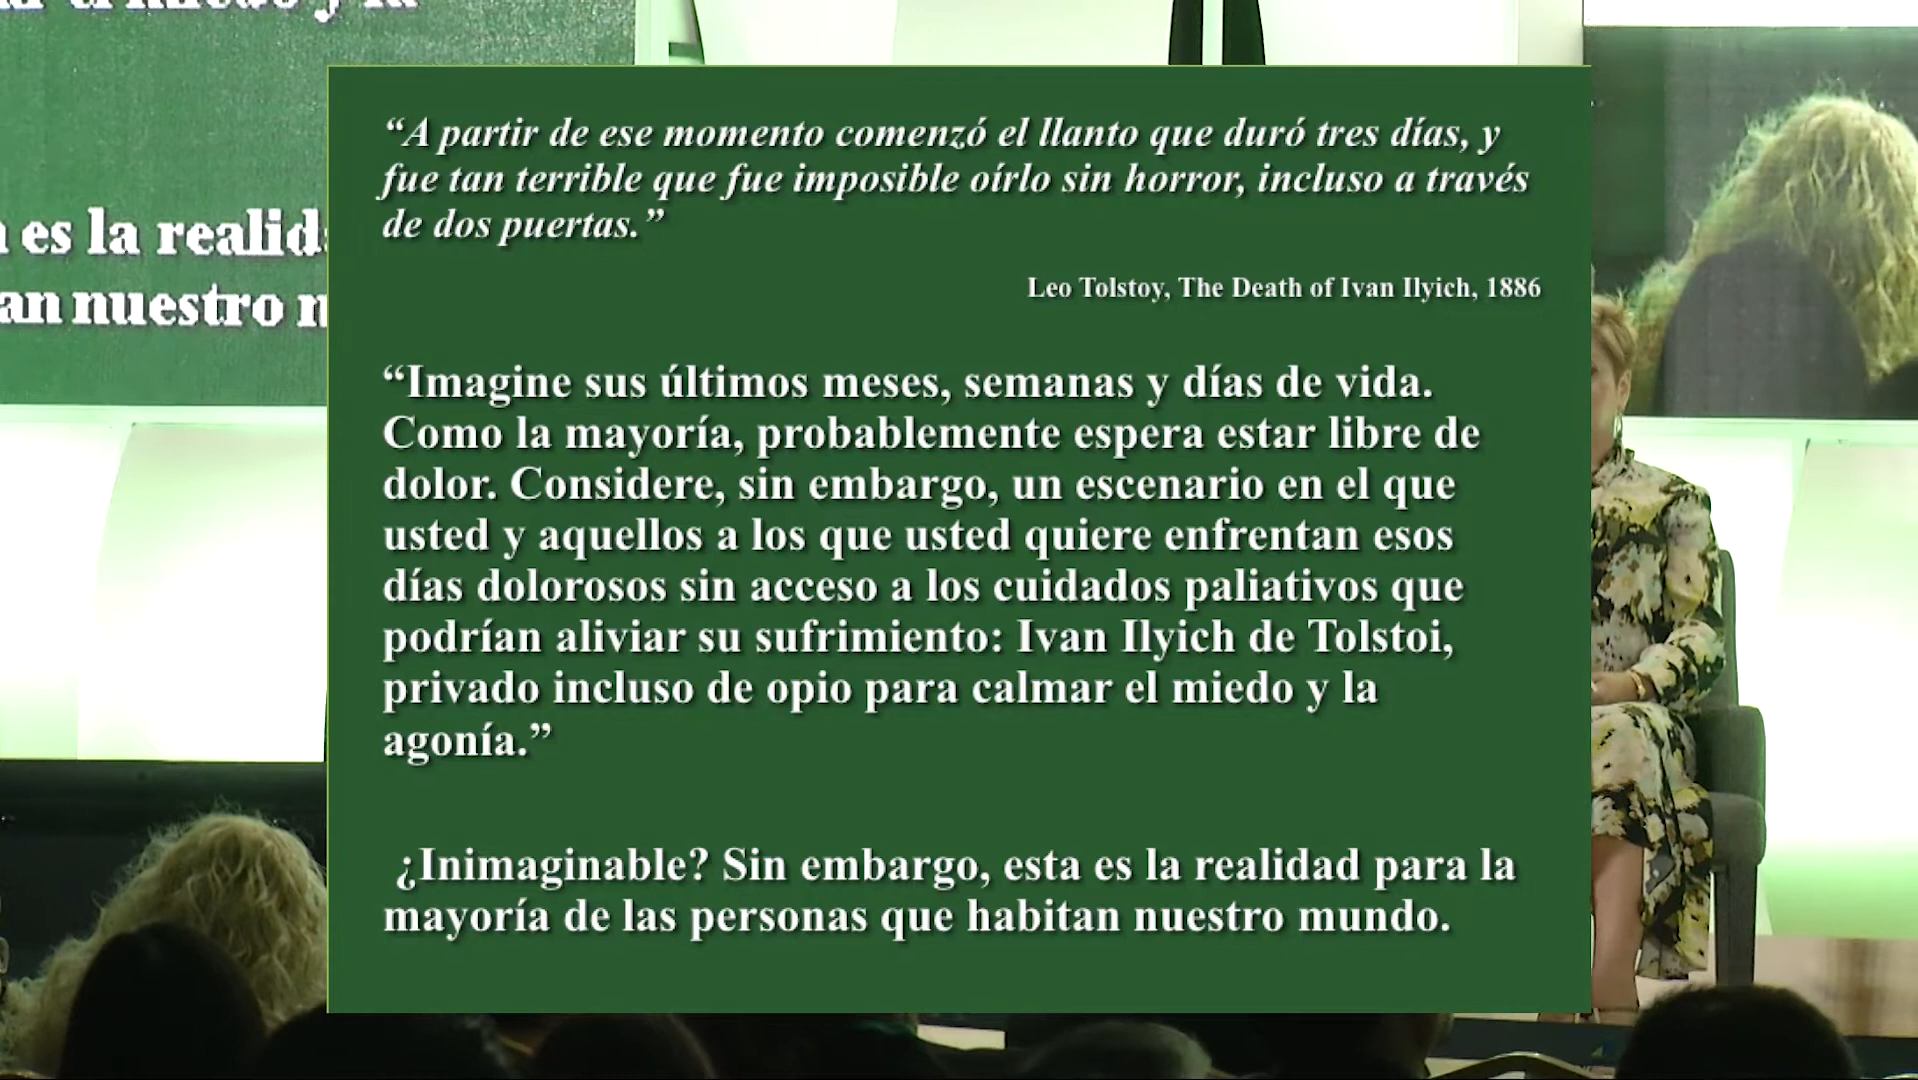 es la realid
an nuestro n
“A partir de ese momento comenzó el llanto que duró tres días, y
fue tan terrible que fue imposible oírlo sin horror, incluso a través
de dos puertas.”
Leo Tolstoy, The Death of Ivan Ilyich, 1886
“Imagine sus últimos meses, semanas y días de vida.
Como la mayoría, probablemente espera estar libre de
dolor. Considere, sin embargo, un escenario en el que
usted y aquellos a los que usted quiere enfrentan esos
días dolorosos sin acceso a los cuidados paliativos que
podrían aliviar su sufrimiento: Ivan Ilyich de Tolstoi,
privado incluso de opio para calmar el miedo y la
agonía.”
¿Inimaginable? Sin embargo, esta es la realidad para la
mayoría de las personas que habitan nuestro mundo.